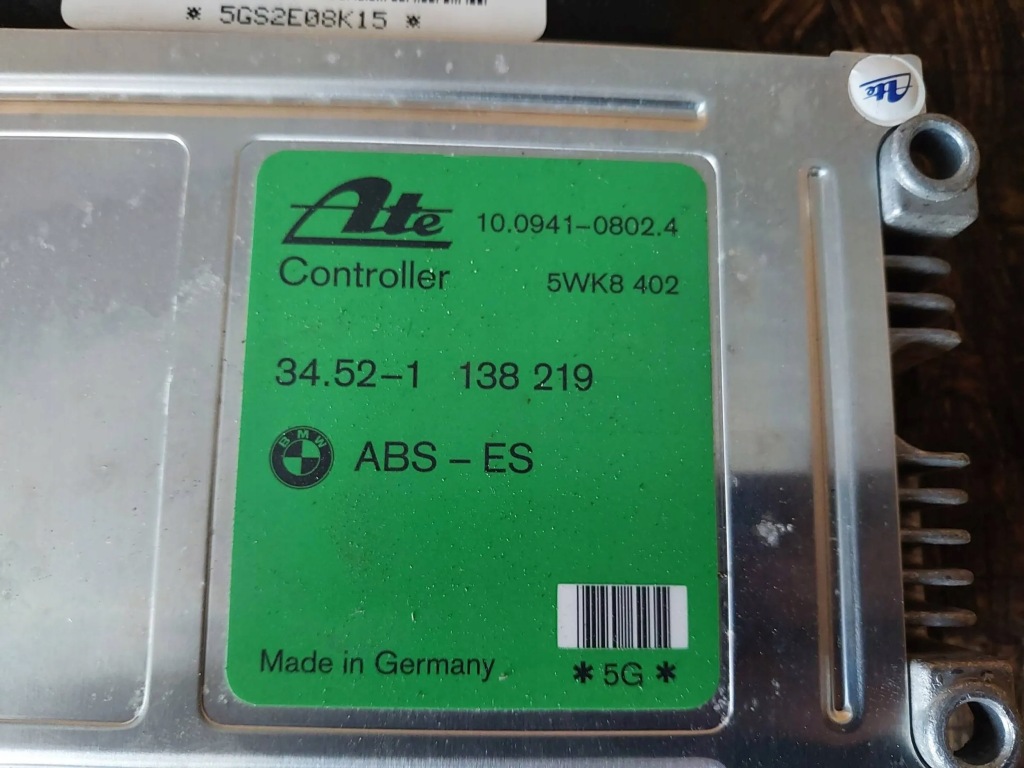 * 5GS2E08K15 *
Ate
Ate 10.0941-0802.4
Controller 5WK8 402
34.52-1 138 219
BMW ABS - ES
Made in Germany * 5G *